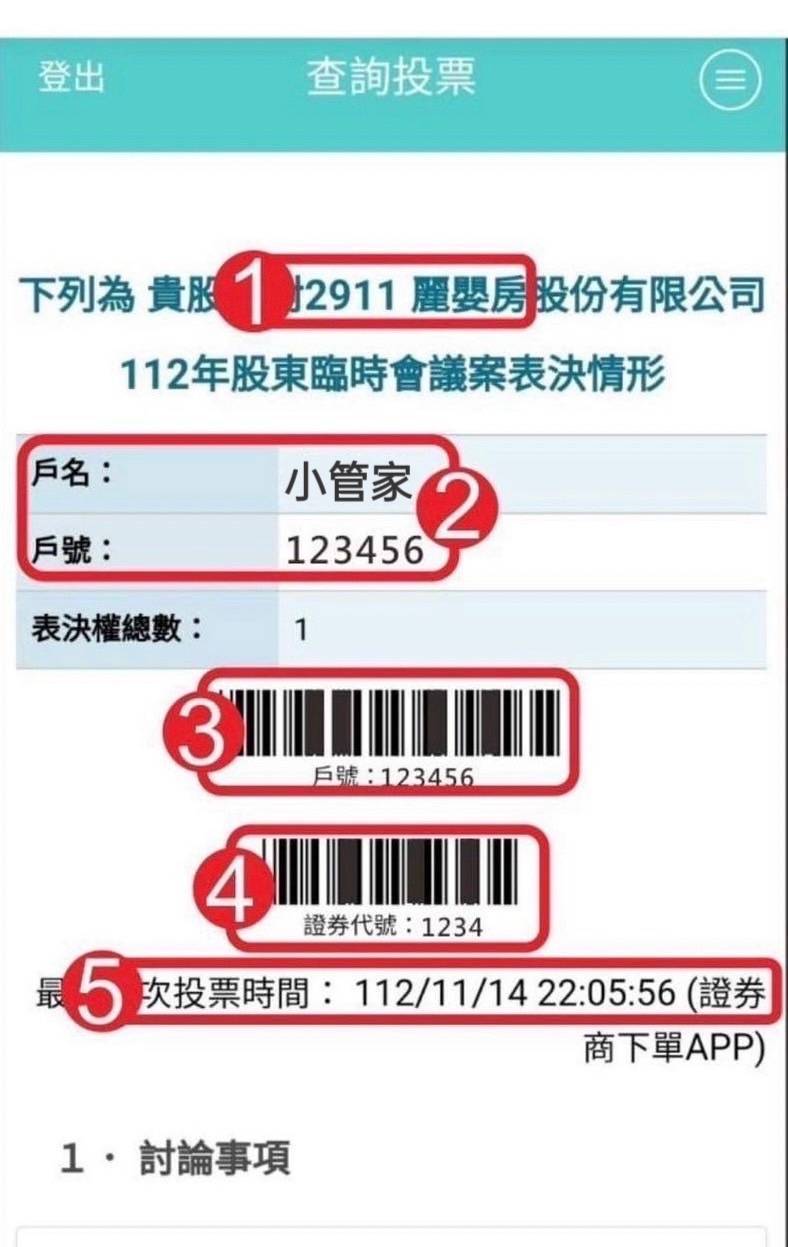 登出 查詢投票
下列為 貴股 1 2911 麗嬰房股份有限公司
112年股東臨時會議案表決情形
戶名： 小管家 2
戶號： 123456
表決權總數： 1
3
戶號：123456
4
證券代號：1234
最 5 次投票時間： 112/11/14 22:05:56 (證券
商下單APP)
1 · 討論事項